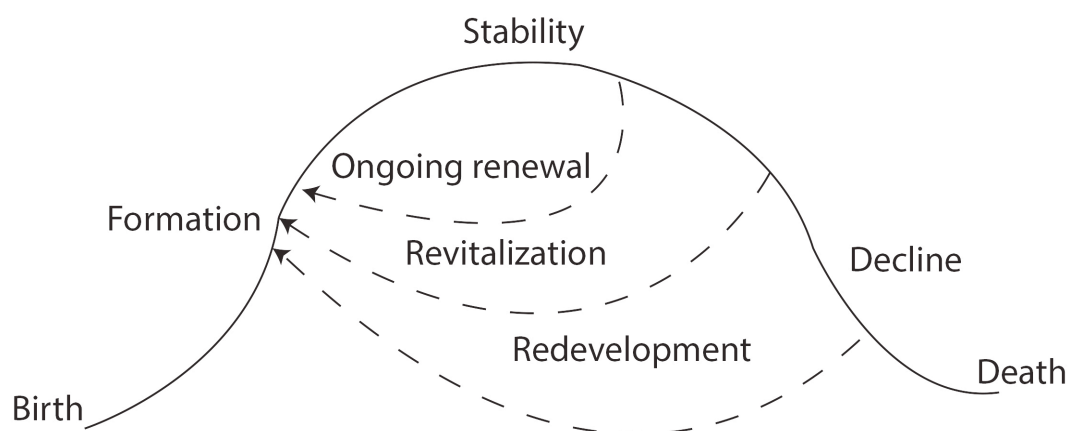 Stability
Ongoing renewal
Formation
Revitalization
Decline
Redevelopment
Death
Birth